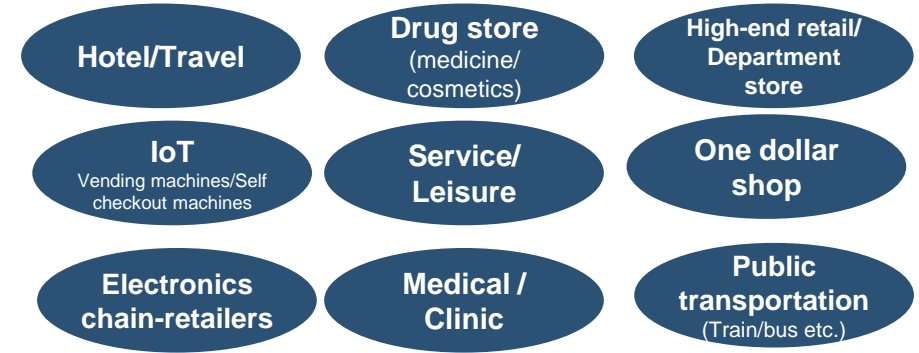 Hotel/Travel
Drug store
(medicine/
cosmetics)
High-end retail/
Department
store
IoT
Vending machines/Self
checkout machines
Service/
Leisure
One dollar
shop
Electronics
chain-retailers
Medical /
Clinic
Public
transportation
(Train/bus etc.)